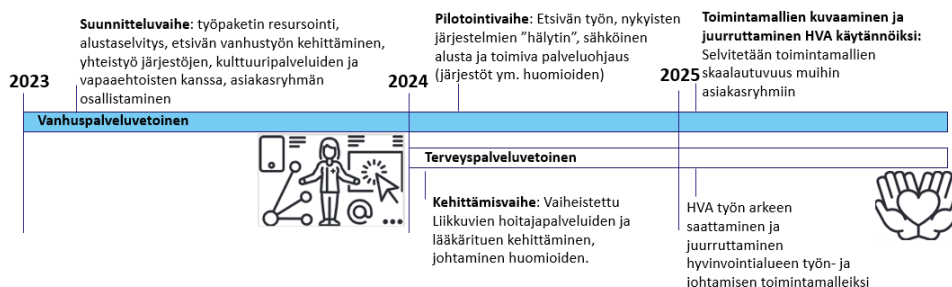 Suunnitteluvaihe: työpaketin resursointi,
alustaselvitys, etsivän vanhustyön kehittäminen,
yhteistyö järjestöjen, kulttuuripalveluiden ja
vapaaehtoisten kanssa, asiakasryhmän
osallistaminen
Pilotointivaihe: Etsivän työn, nykyisten
järjestelmien ”hälytin”, sähköinen
alusta ja toimiva palveluohjaus
(järjestöt ym. huomioiden)
Toimintamallien kuvaaminen ja
juurruttaminen HVA käytännöiksi:
Selvitetään toimintamallien
skaalautuvuus muihin
asiakasryhmiin
2023
2024
2025
Vanhuspalveluvetoinen
Terveyspalveluvetoinen
Kehittämisvaihe: Vaiheistettu
Liikkuvien hoitajapalveluiden ja
lääkärituen kehittäminen,
johtaminen huomioiden.
HVA työn arkeen
saattaminen ja
juurruttaminen
hyvinvointialueen työn- ja
johtamisen toimintamalleiksi
@